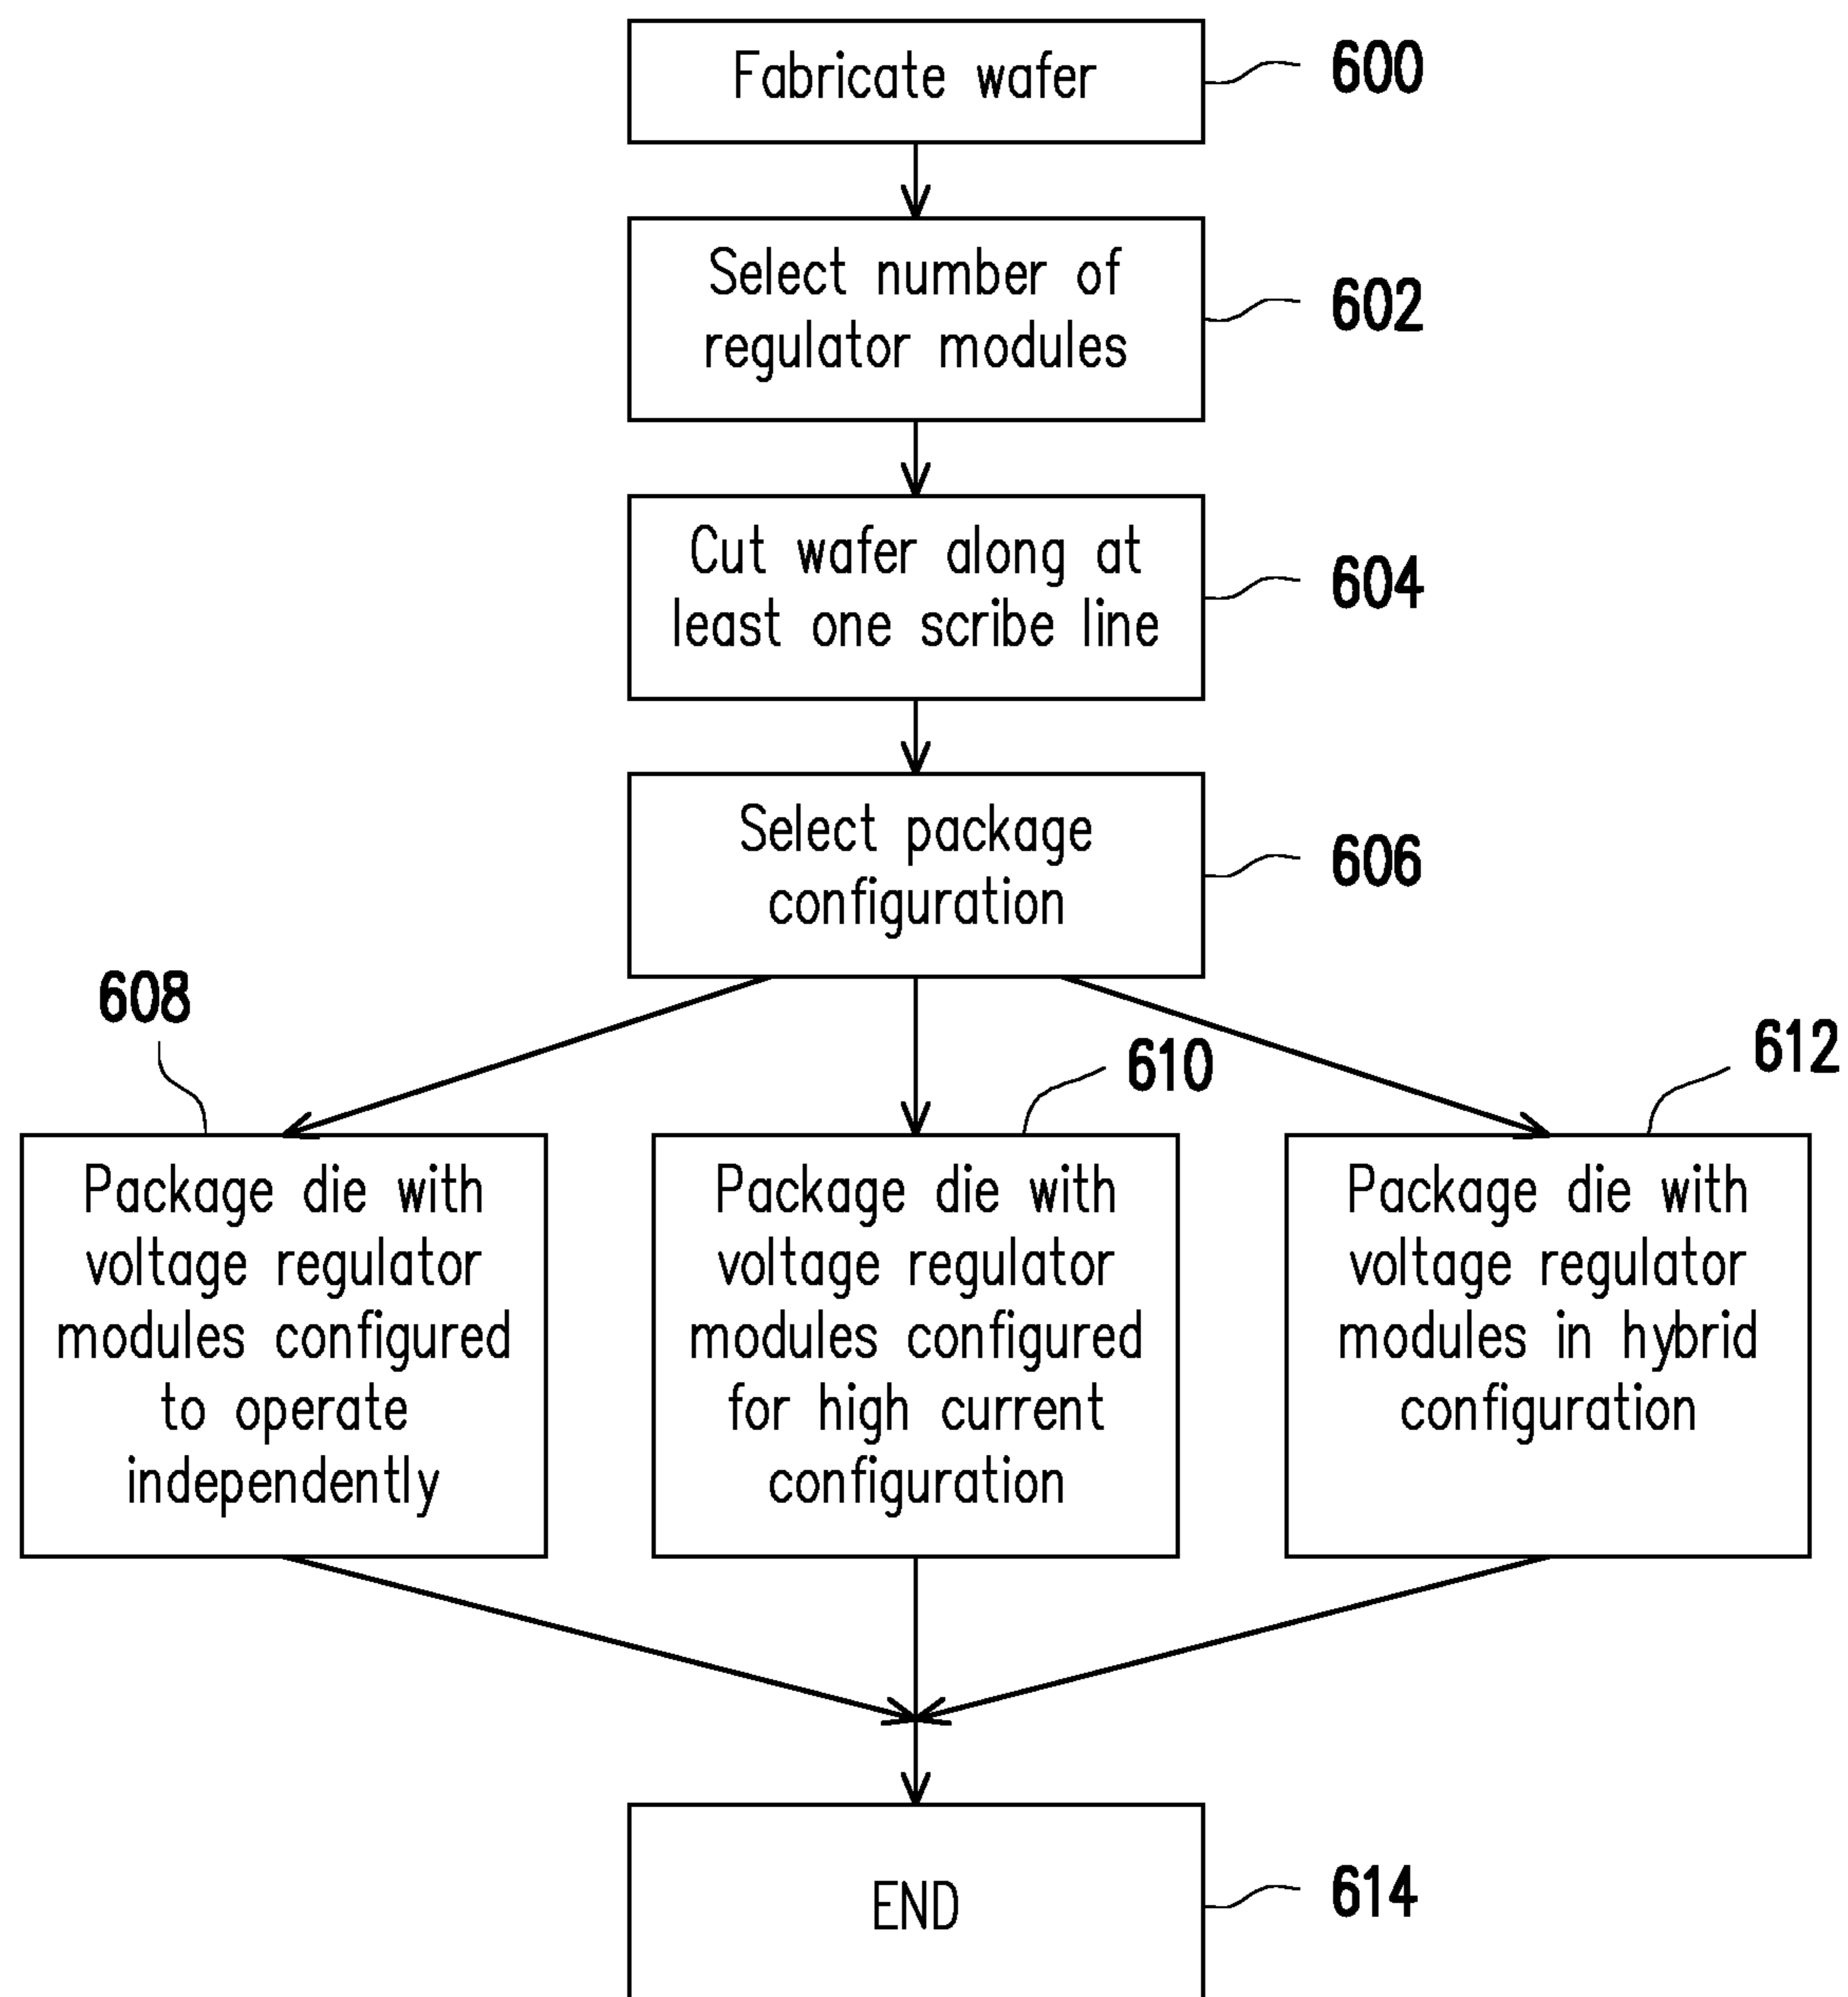 Fabricate wafer
600
Select number of
regulator modules
602
Cut wafer along at
least one scribe line
604
Select package
configuration
606
608
Package die with
voltage regulator
modules configured
to operate
independently
610
Package die with
voltage regulator
modules configured
for high current
configuration
612
Package die with
voltage regulator
modules in hybrid
configuration
END
614